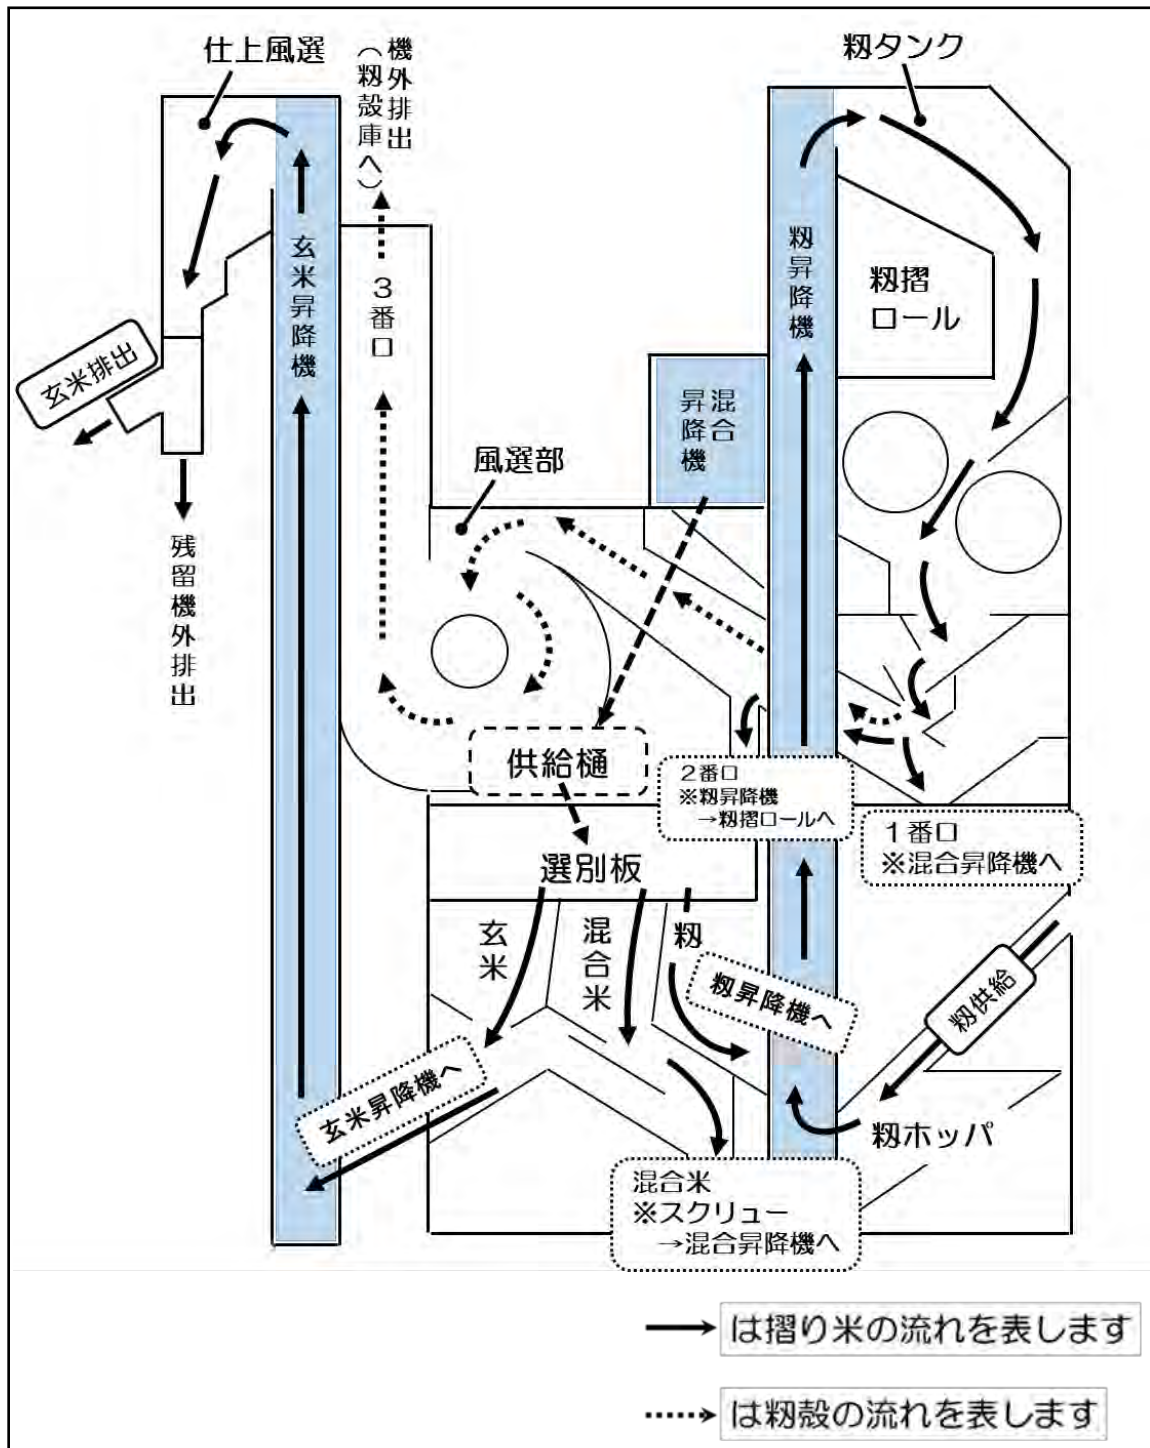 仕上風選
機外排出
（籾殻庫へ）
籾タンク
玄米昇降機
３番口
籾昇降機
籾摺
ロール
玄米排出
混合
昇降機
風選部
残留機外排出
供給樋
２番口
※籾昇降機
→籾摺ロールへ
１番口
※混合昇降機へ
選別板
玄米
混合米
籾
籾昇降機へ
籾供給
玄米昇降機へ
籾ホッパ
混合米
※スクリュー
→混合昇降機へ
は摺り米の流れを表します
は籾殻の流れを表します